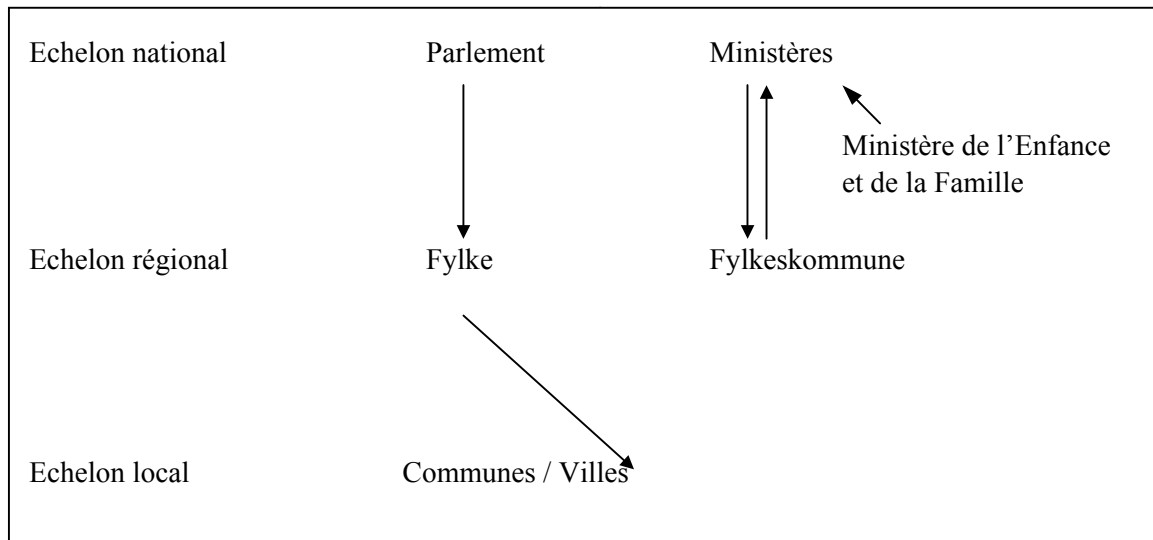 Echelon national Parlement Ministères
Ministère de l’Enfance
et de la Famille
Echelon régional Fylke Fylkeskommune
Echelon local Communes / Villes